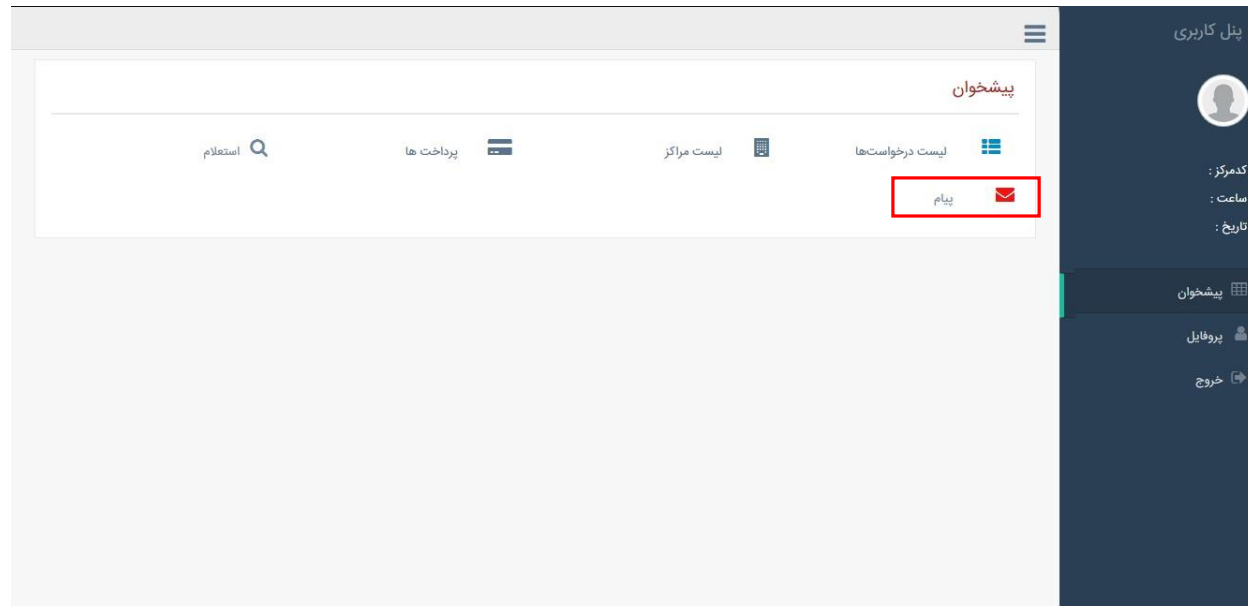 پنل کاربری
کدمرکز :
ساعت :
تاریخ :
پیشخوان
پروفایل
خروج
پیشخوان
لیست درخواست‌ها
لیست مراکز
پرداخت ها
استعلام
پیام